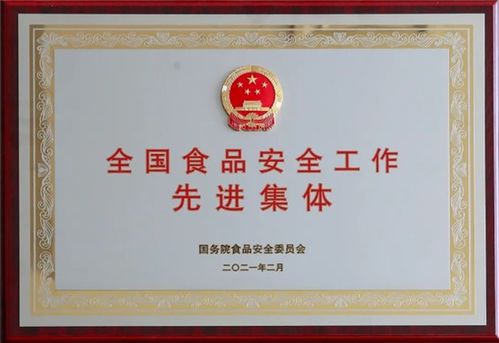 全国食品安全工作
先进集体
国务院食品安全委员会
二〇二一年二月